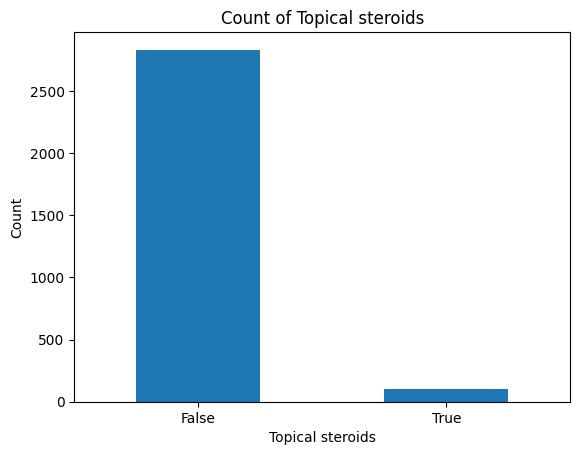 Count of Topical steroids
Count
2500
2000
1500
1000
500
0
False
True
Topical steroids